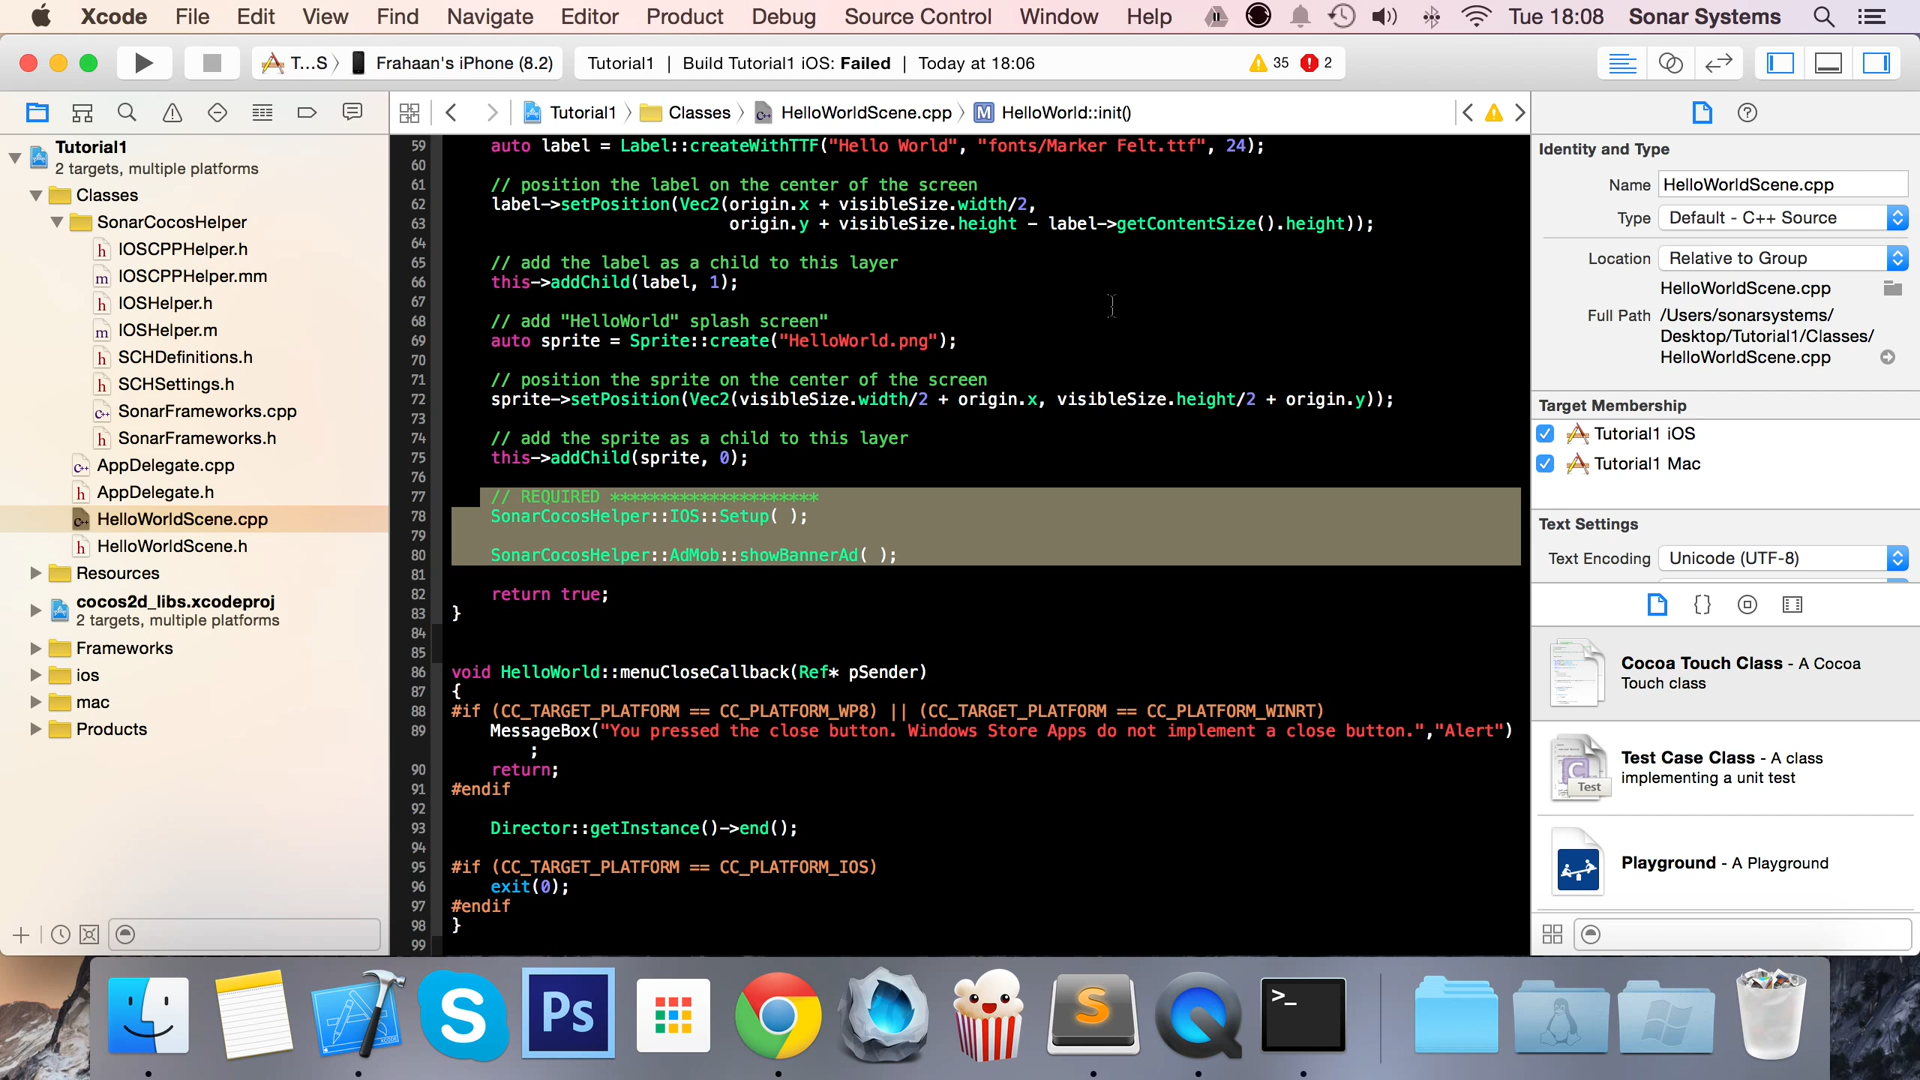 Xcode File Edit View Find Navigate Editor Product Debug Source Control Window Help Tue 18:08 Sonar Systems
T...S Frahaan's iPhone (8.2) Tutorial1 | Build Tutorial1 iOS: Failed | Today at 18:06 35 2
Tutorial1 Classes HelloWorldScene.cpp M HelloWorld::init()
Tutorial1
2 targets, multiple platforms
Classes
SonarCocosHelper
h IOSCPPHelper.h
m IOSCPPHelper.mm
h IOSHelper.h
m IOSHelper.m
h SCHDefinitions.h
h SCHSettings.h
c++ SonarFrameworks.cpp
h SonarFrameworks.h
c++ AppDelegate.cpp
h AppDelegate.h
c++ HelloWorldScene.cpp
h HelloWorldScene.h
Resources
cocos2d_libs.xcodeproj
2 targets, multiple platforms
Frameworks
ios
mac
Products
59 auto label = Label::createWithTTF("Hello World", "fonts/Marker Felt.ttf", 24);
60
61 // position the label on the center of the screen
62 label->setPosition(Vec2(origin.x + visibleSize.width/2,
63 origin.y + visibleSize.height - label->getContentSize().height));
64
65 // add the label as a child to this layer
66 this->addChild(label, 1);
67
68 // add "HelloWorld" splash screen"
69 auto sprite = Sprite::create("HelloWorld.png");
70
71 // position the sprite on the center of the screen
72 sprite->setPosition(Vec2(visibleSize.width/2 + origin.x, visibleSize.height/2 + origin.y));
73
74 // add the sprite as a child to this layer
75 this->addChild(sprite, 0);
76
77 // REQUIRED *********************
78 SonarCocosHelper::IOS::Setup( );
79
80 SonarCocosHelper::AdMob::showBannerAd( );
81
82 return true;
83 }
84
85
86 void HelloWorld::menuCloseCallback(Ref* pSender)
87 {
88 #if (CC_TARGET_PLATFORM == CC_PLATFORM_WP8) || (CC_TARGET_PLATFORM == CC_PLATFORM_WINRT)
89 MessageBox("You pressed the close button. Windows Store Apps do not implement a close button.","Alert")
;
90 return;
91 #endif
92
93 Director::getInstance()->end();
94
95 #if (CC_TARGET_PLATFORM == CC_PLATFORM_IOS)
96 exit(0);
97 #endif
98 }
99
Identity and Type
Name HelloWorldScene.cpp
Type Default - C++ Source
Location Relative to Group
HelloWorldScene.cpp
Full Path /Users/sonarsystems/
Desktop/Tutorial1/Classes/
HelloWorldScene.cpp
Target Membership
Tutorial1 iOS
Tutorial1 Mac
Text Settings
Text Encoding Unicode (UTF-8)
Cocoa Touch Class - A Cocoa
Touch class
Test Case Class - A class
implementing a unit test
Test
Playground - A Playground
S Ps S >_